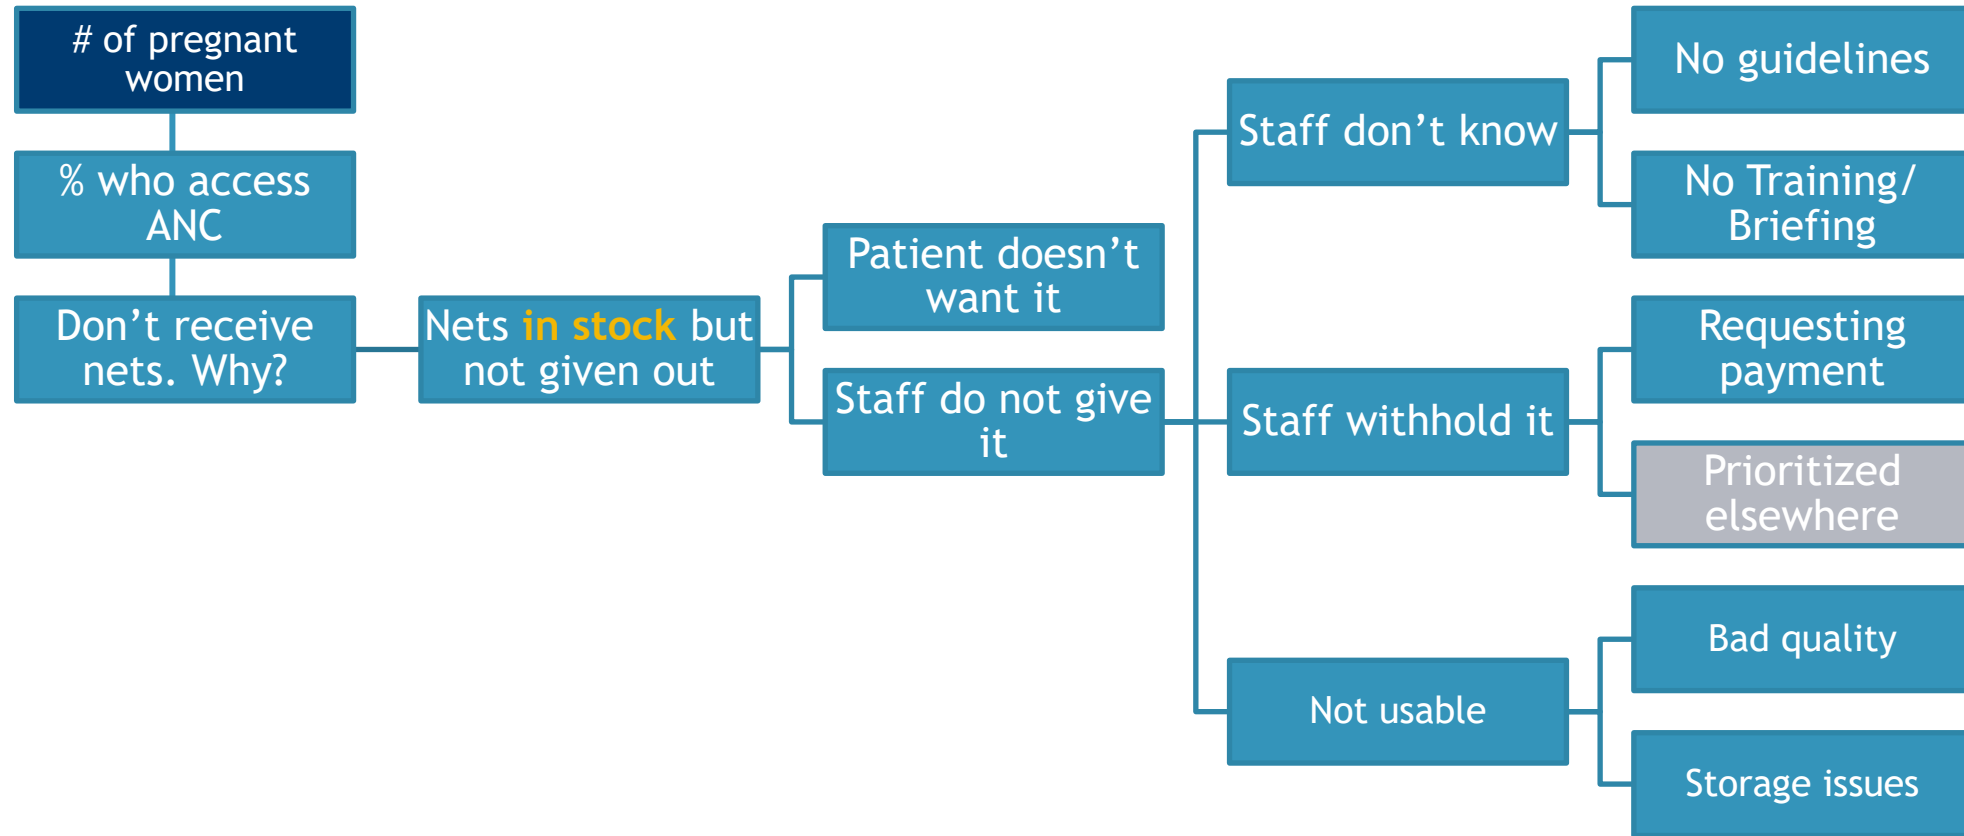 # of pregnant
women
% who access
ANC
Don’t receive
nets. Why?
Nets in stock but
not given out
Patient doesn’t
want it
Staff do not give
it
Staff don’t know
No guidelines
No Training/
Briefing
Staff withhold it
Requesting
payment
Prioritized
elsewhere
Not usable
Bad quality
Storage issues